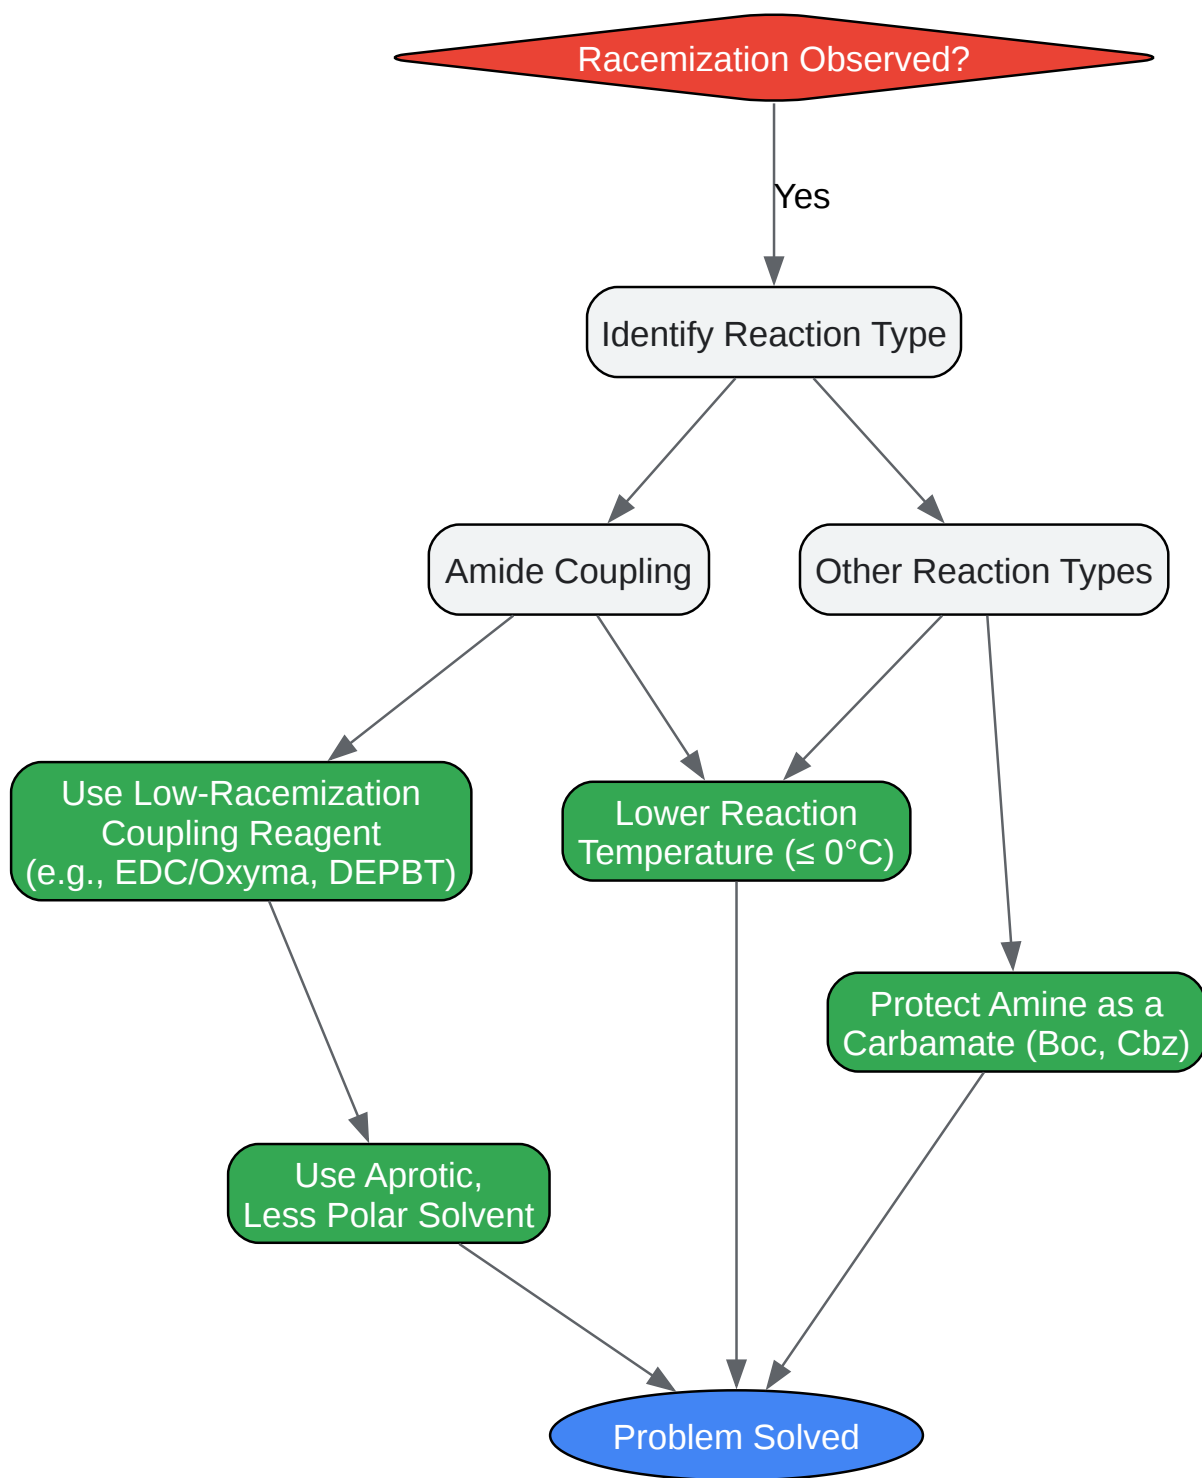 Racemization Observed?
Yes
Identify Reaction Type
Amide Coupling
Other Reaction Types
Use Low-Racemization
Coupling Reagent
(e.g., EDC/Oxyma, DEPBT)
Lower Reaction
Temperature (≤ 0°C)
Protect Amine as a
Carbamate (Boc, Cbz)
Use Aprotic,
Less Polar Solvent
Problem Solved